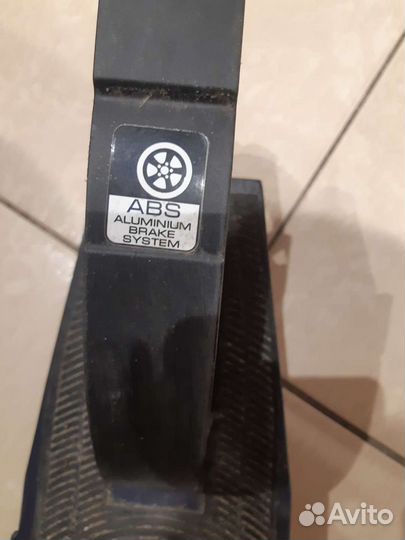 ABS
ALUMINIUM
BRAKE
SYSTEM
Avito